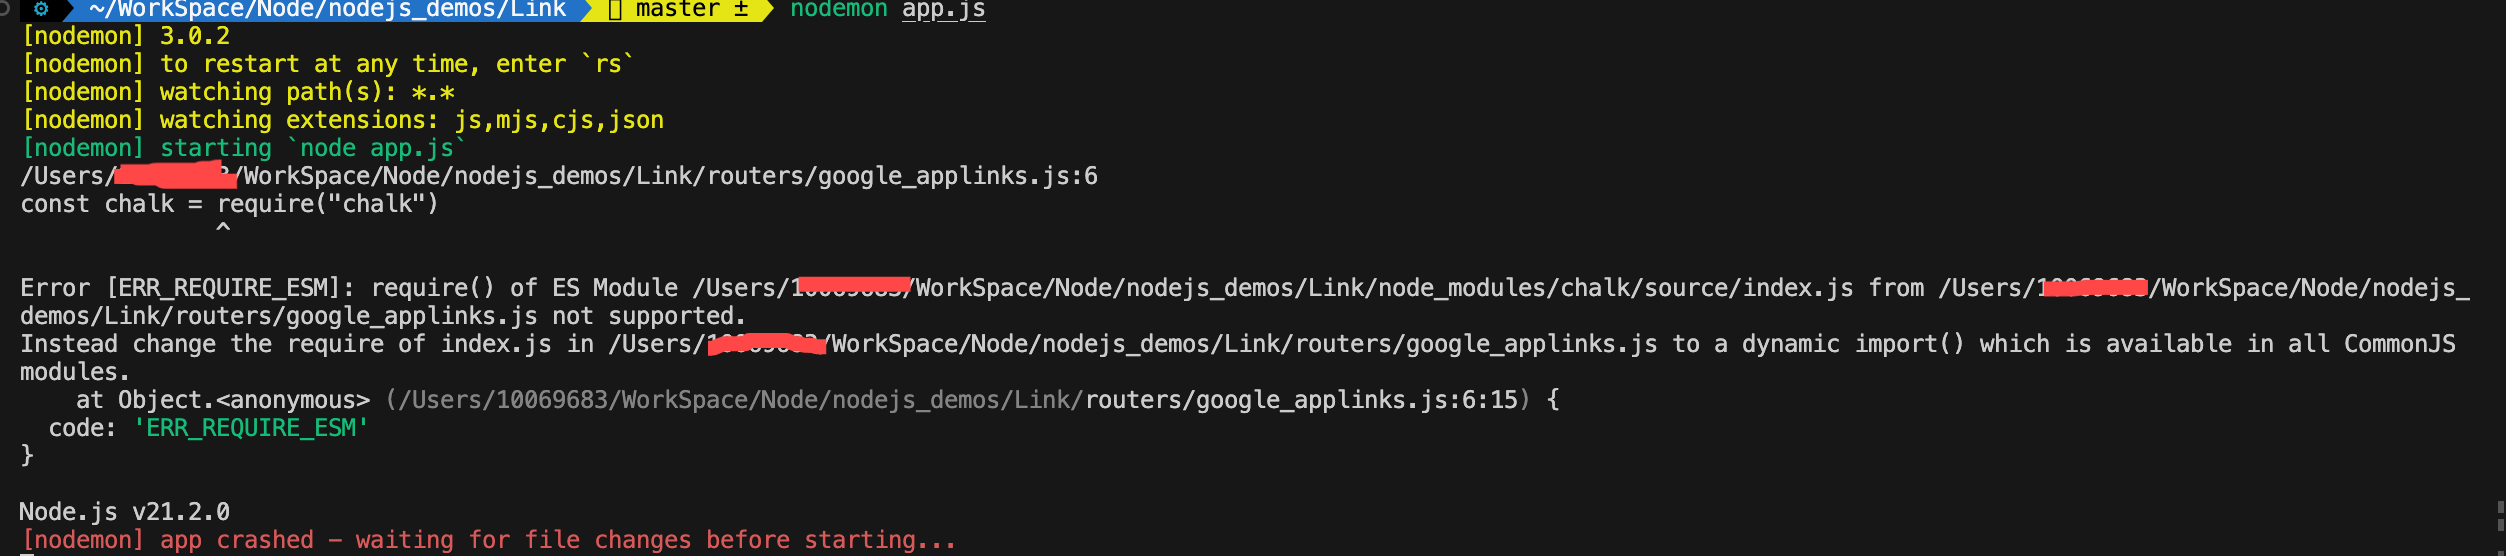 ~/WorkSpace/Node/nodejs_demos/Link master ± nodemon app.js
[nodemon] 3.0.2
[nodemon] to restart at any time, enter `rs`
[nodemon] watching path(s): *.*
[nodemon] watching extensions: js,mjs,cjs,json
[nodemon] starting `node app.js`
/Users/ /WorkSpace/Node/nodejs_demos/Link/routers/google_applinks.js:6
const chalk = require("chalk")
^
Error [ERR_REQUIRE_ESM]: require() of ES Module /Users/ /WorkSpace/Node/nodejs_demos/Link/node_modules/chalk/source/index.js from /Users/ /WorkSpace/Node/nodejs_
demos/Link/routers/google_applinks.js not supported.
Instead change the require of index.js in /Users/ /WorkSpace/Node/nodejs_demos/Link/routers/google_applinks.js to a dynamic import() which is available in all CommonJS
modules.
at Object.<anonymous> (/Users/10069683/WorkSpace/Node/nodejs_demos/Link/routers/google_applinks.js:6:15) {
code: 'ERR_REQUIRE_ESM'
}
Node.js v21.2.0
[nodemon] app crashed – waiting for file changes before starting...